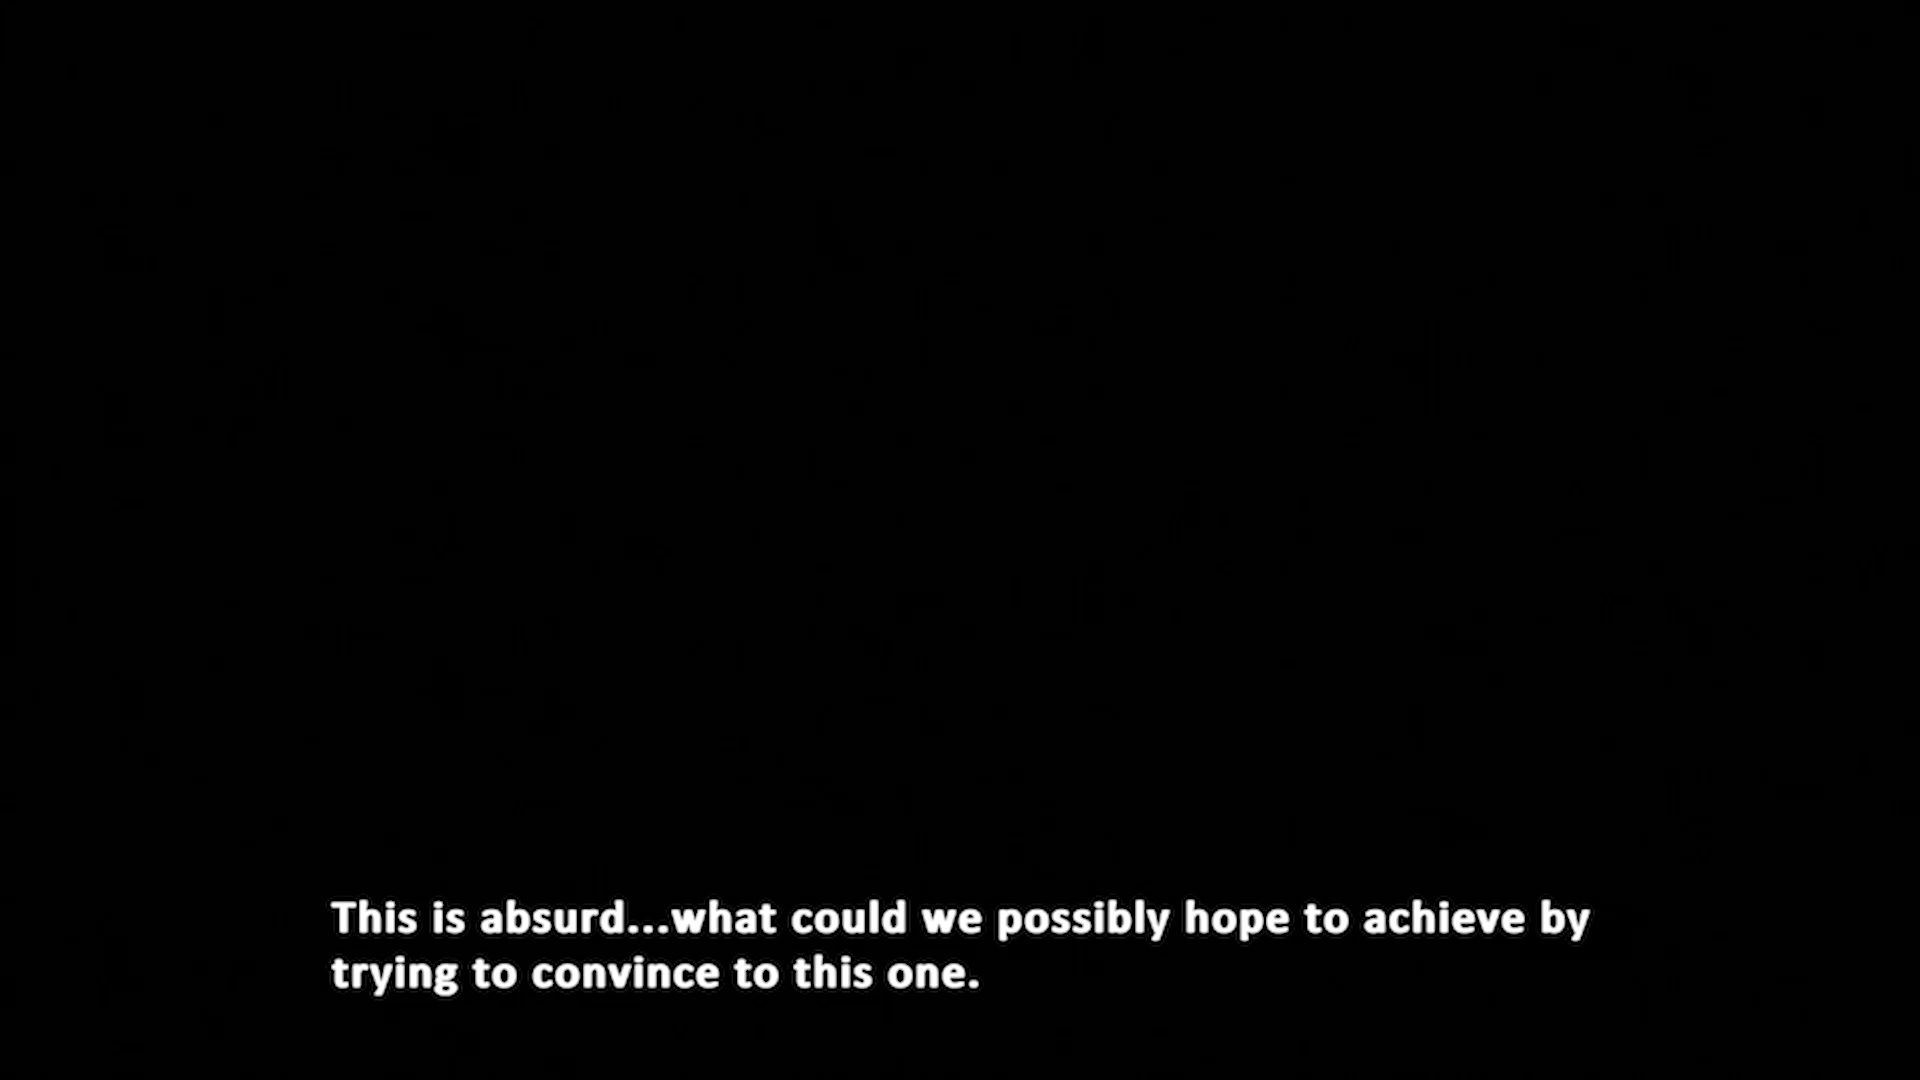 This is absurd...what could we possibly hope to achieve by
trying to convince to this one.